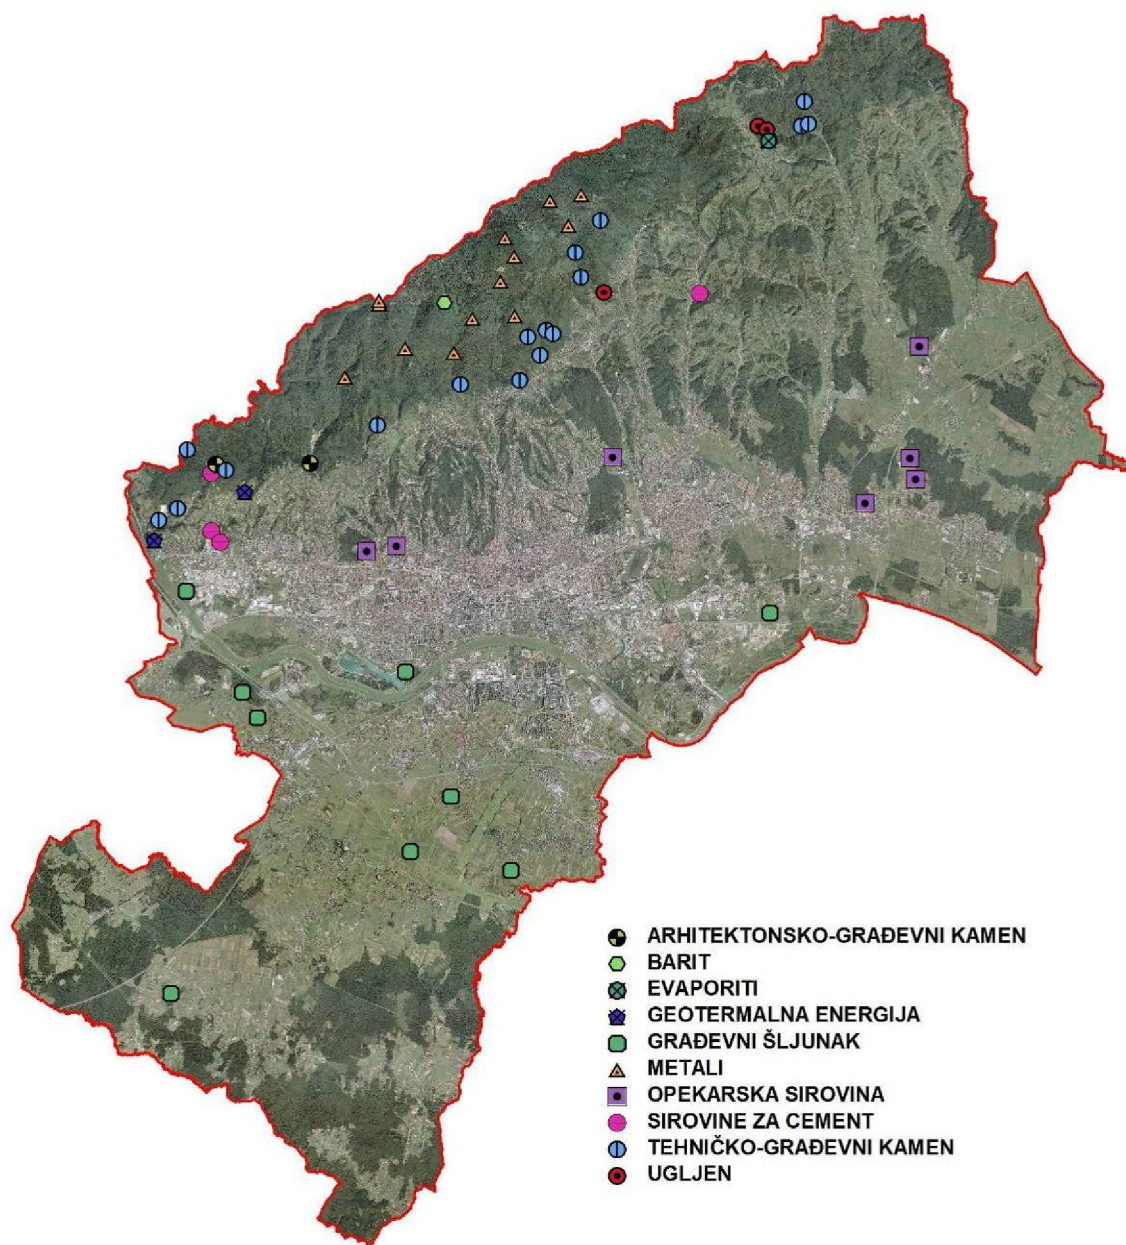 ARHITEKTONSKO-GRAĐEVNI KAMEN
BARIT
EVAPORITI
GEOTERMALNA ENERGIJA
GRAĐEVNI ŠLJUNAK
METALI
OPEKARSKA SIROVINA
SIROVINE ZA CEMENT
TEHNIČKO-GRAĐEVNI KAMEN
UGLJEN